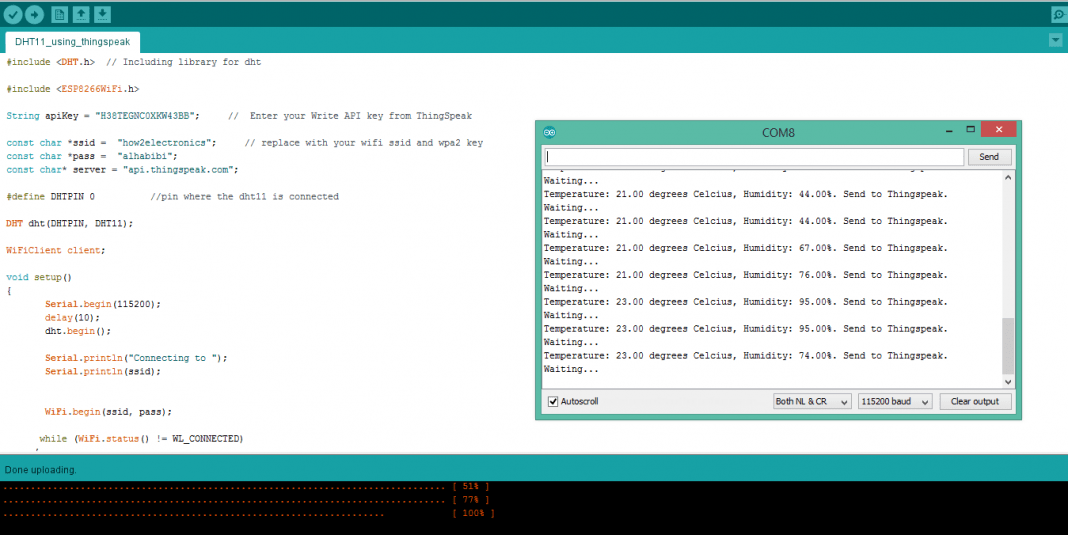 DHT11_using_thingspeak
#include <DHT.h>  // Including library for dht
#include <ESP8266WiFi.h>
String apiKey = "H38TEGNC0XKW43BB";     //  Enter your Write API key from ThingSpeak
const char *ssid =  "how2electronics";     // replace with your wifi ssid and wpa2 key
const char *pass =  "alhabibi";
const char* server = "api.thingspeak.com";
#define DHTPIN 0          //pin where the dht11 is connected
DHT dht(DHTPIN, DHT11);
WiFiClient client;
void setup()
{
Serial.begin(115200);
delay(10);
dht.begin();
Serial.println("Connecting to ");
Serial.println(ssid);
WiFi.begin(ssid, pass);
while (WiFi.status() != WL_CONNECTED)
COM8
Send
Waiting...
Temperature: 21.00 degrees Celcius, Humidity: 44.00%. Send to Thingspeak.
Waiting...
Temperature: 21.00 degrees Celcius, Humidity: 44.00%. Send to Thingspeak.
Waiting...
Temperature: 21.00 degrees Celcius, Humidity: 67.00%. Send to Thingspeak.
Waiting...
Temperature: 21.00 degrees Celcius, Humidity: 76.00%. Send to Thingspeak.
Waiting...
Temperature: 23.00 degrees Celcius, Humidity: 95.00%. Send to Thingspeak.
Waiting...
Temperature: 23.00 degrees Celcius, Humidity: 95.00%. Send to Thingspeak.
Waiting...
Temperature: 23.00 degrees Celcius, Humidity: 74.00%. Send to Thingspeak.
Waiting...
Autoscroll
Both NL & CR
115200 baud
Clear output
Done uploading.
................................................................................ [ 51% ]
................................................................................ [ 77% ]
.....................................................................            [ 100% ]